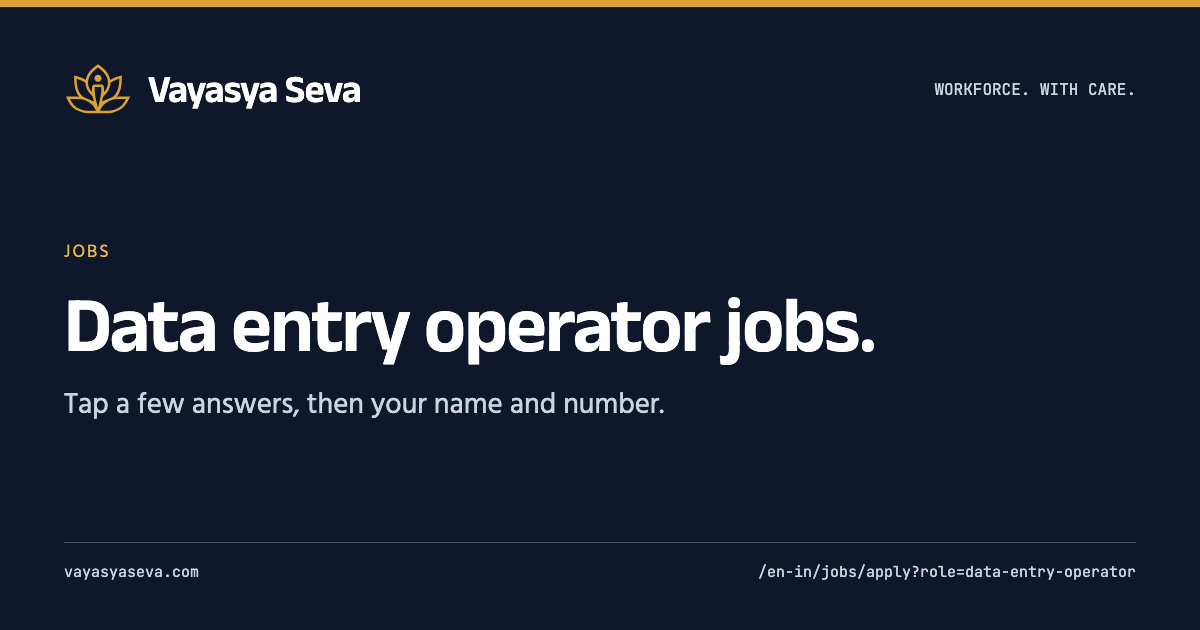 Vayasya Seva
WORKFORCE. WITH CARE.
JOBS
Data entry operator jobs.
Tap a few answers, then your name and number.
vayasyaseva.com
/en-in/jobs/apply?role=data-entry-operator